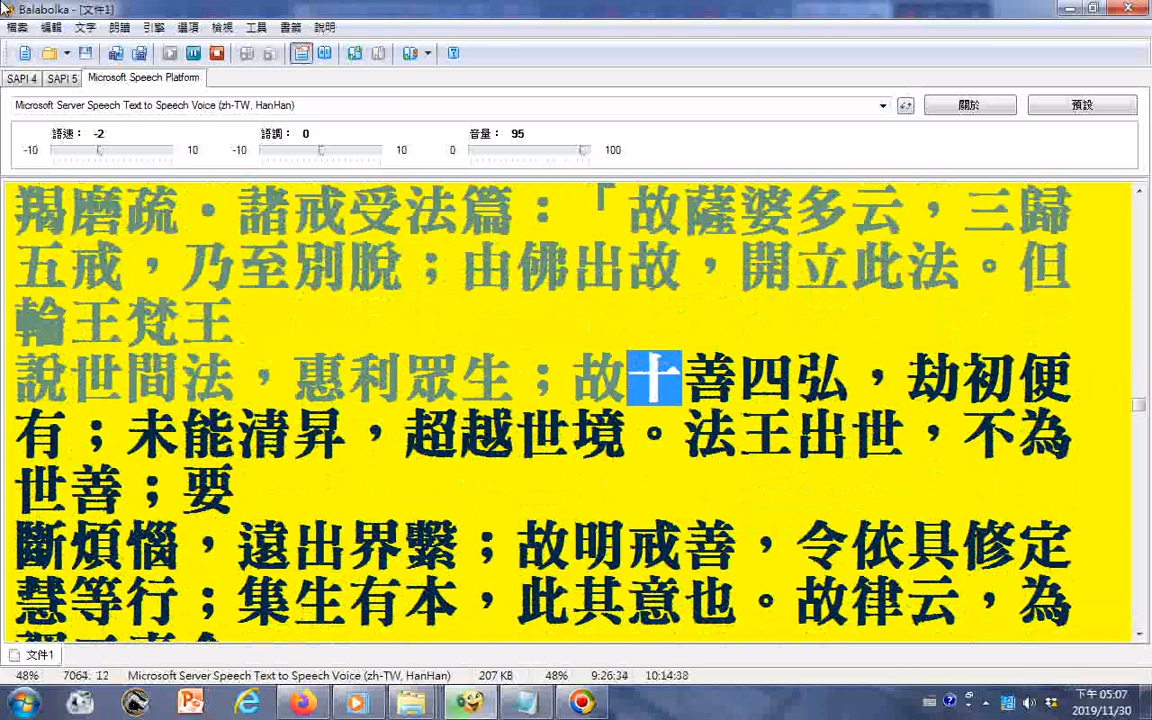 Balabolka - [文件1]
檔案 編輯 文字 朗讀 引擎 選項 檢視 工具 書籤 說明
SAPI 4 SAPI 5 Microsoft Speech Platform
Microsoft Server Speech Text to Speech Voice (zh-TW, HanHan)
關於 預設
語速： -2 語調： 0 音量： 95
-10 10 -10 10 0 100
羯磨疏・諸戒受法篇：「故薩婆多云，三歸
五戒，乃至別脫；由佛出故，開立此法。但
輪王梵王
說世間法，惠利眾生；故十善四弘，劫初便
有；未能清昇，超越世境。法王出世，不為
世善；要
斷煩惱，遠出界繫；故明戒善，令依具修定
慧等行；集生有本，此其意也。故律云，為
文件1
48% 7064: 12 Microsoft Server Speech Text to Speech Voice (zh-TW, HanHan) 207 KB 48% 9:26:34 10:14:38
下午 05:07
2019/11/30